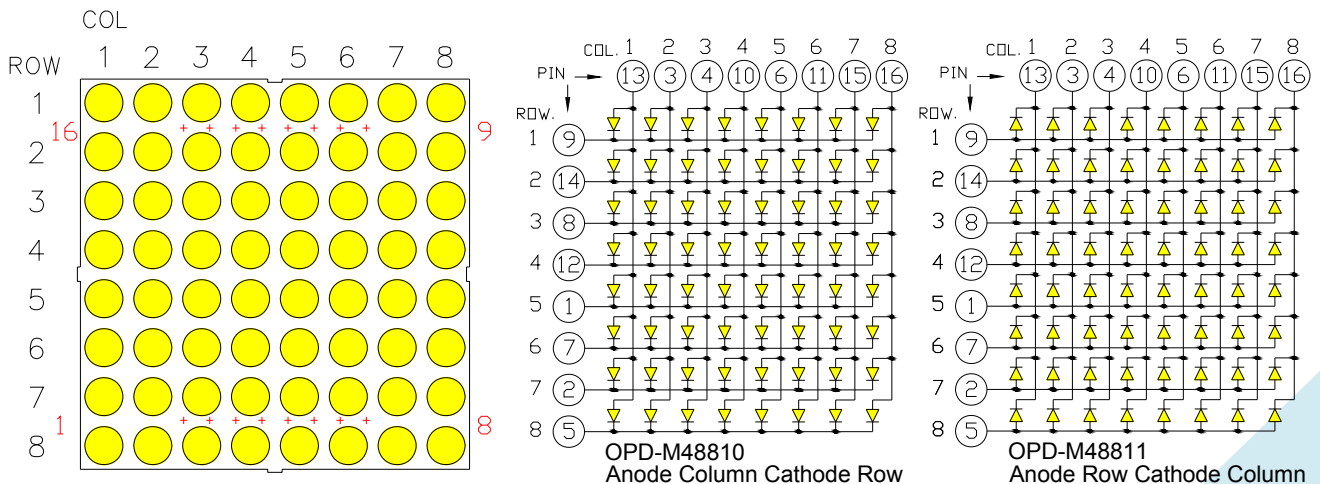 COL
1 2 3 4 5 6 7 8
ROW
1
16 9
2
3
4
5
6
7
1 8
8
COL. 1 2 3 4 5 6 7 8
PIN 13 3 4 10 6 11 15 16
ROW.
1 9
2 14
3 8
4 12
5 1
6 7
7 2
8 5
OPD-M48810
Anode Column Cathode Row
COL. 1 2 3 4 5 6 7 8
PIN 13 3 4 10 6 11 15 16
ROW.
1 9
2 14
3 8
4 12
5 1
6 7
7 2
8 5
OPD-M48811
Anode Row Cathode Column